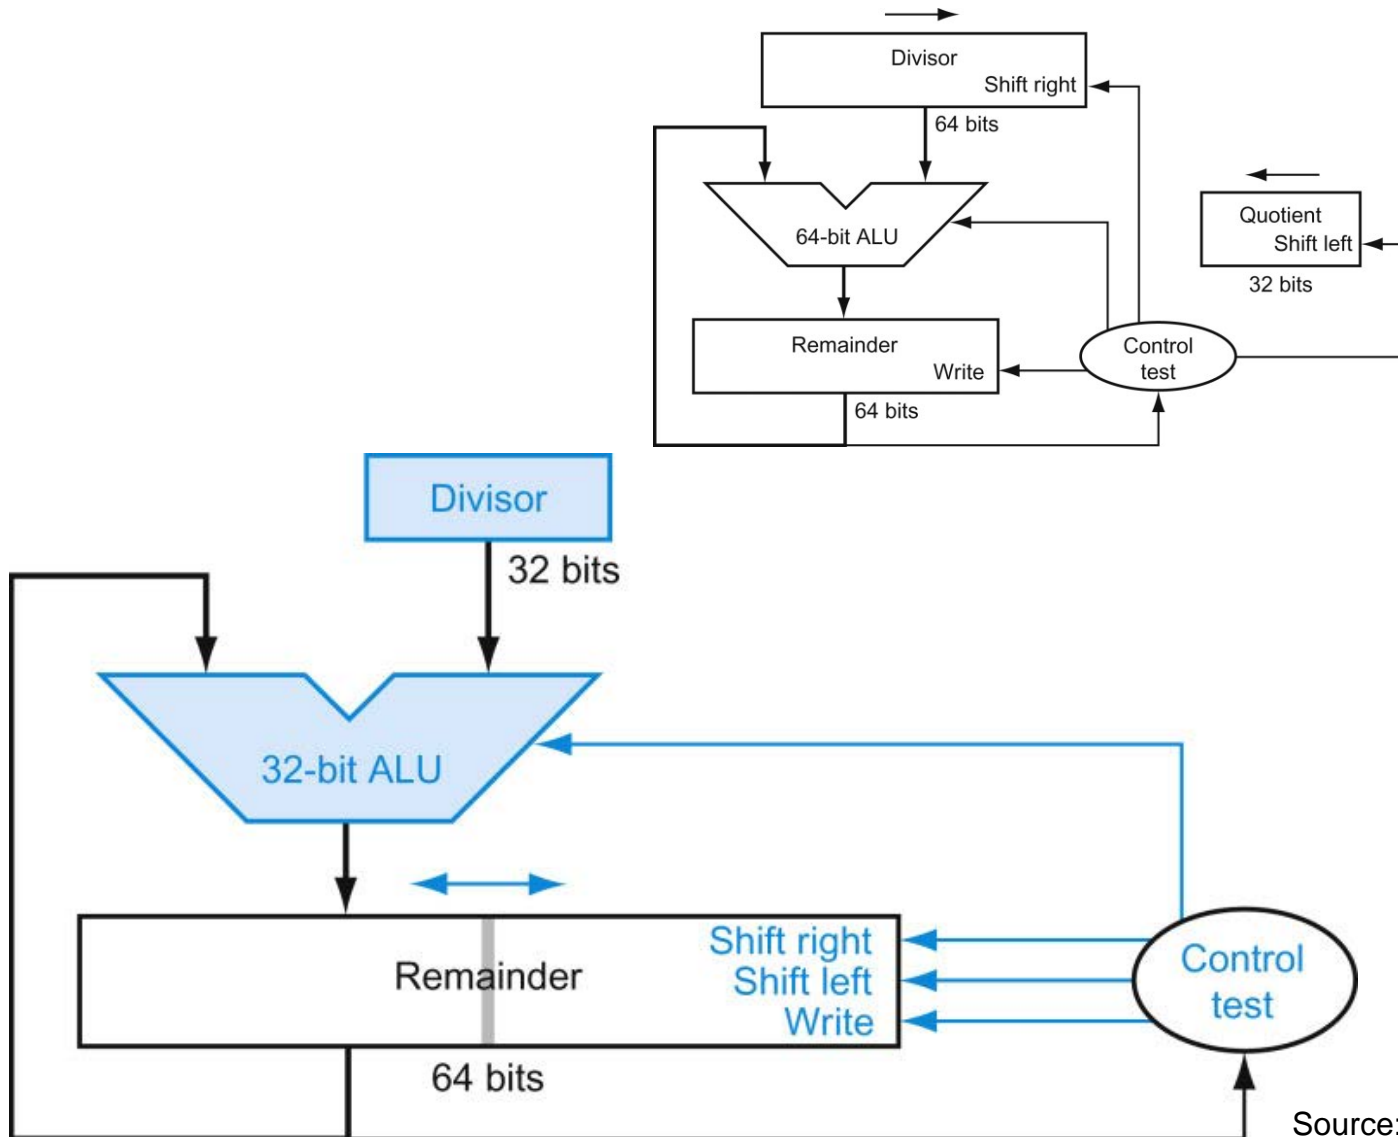 Divisor
Shift right
64 bits
64-bit ALU
Quotient
Shift left
32 bits
Remainder
Write
64 bits
Control
test
Divisor
32 bits
32-bit ALU
Remainder
Shift right
Shift left
Write
64 bits
Control
test
Source: